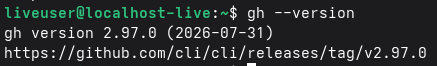 liveuser@localhost-live:~$ gh --version
gh version 2.97.0 (2026-07-31)
https://github.com/cli/cli/releases/tag/v2.97.0